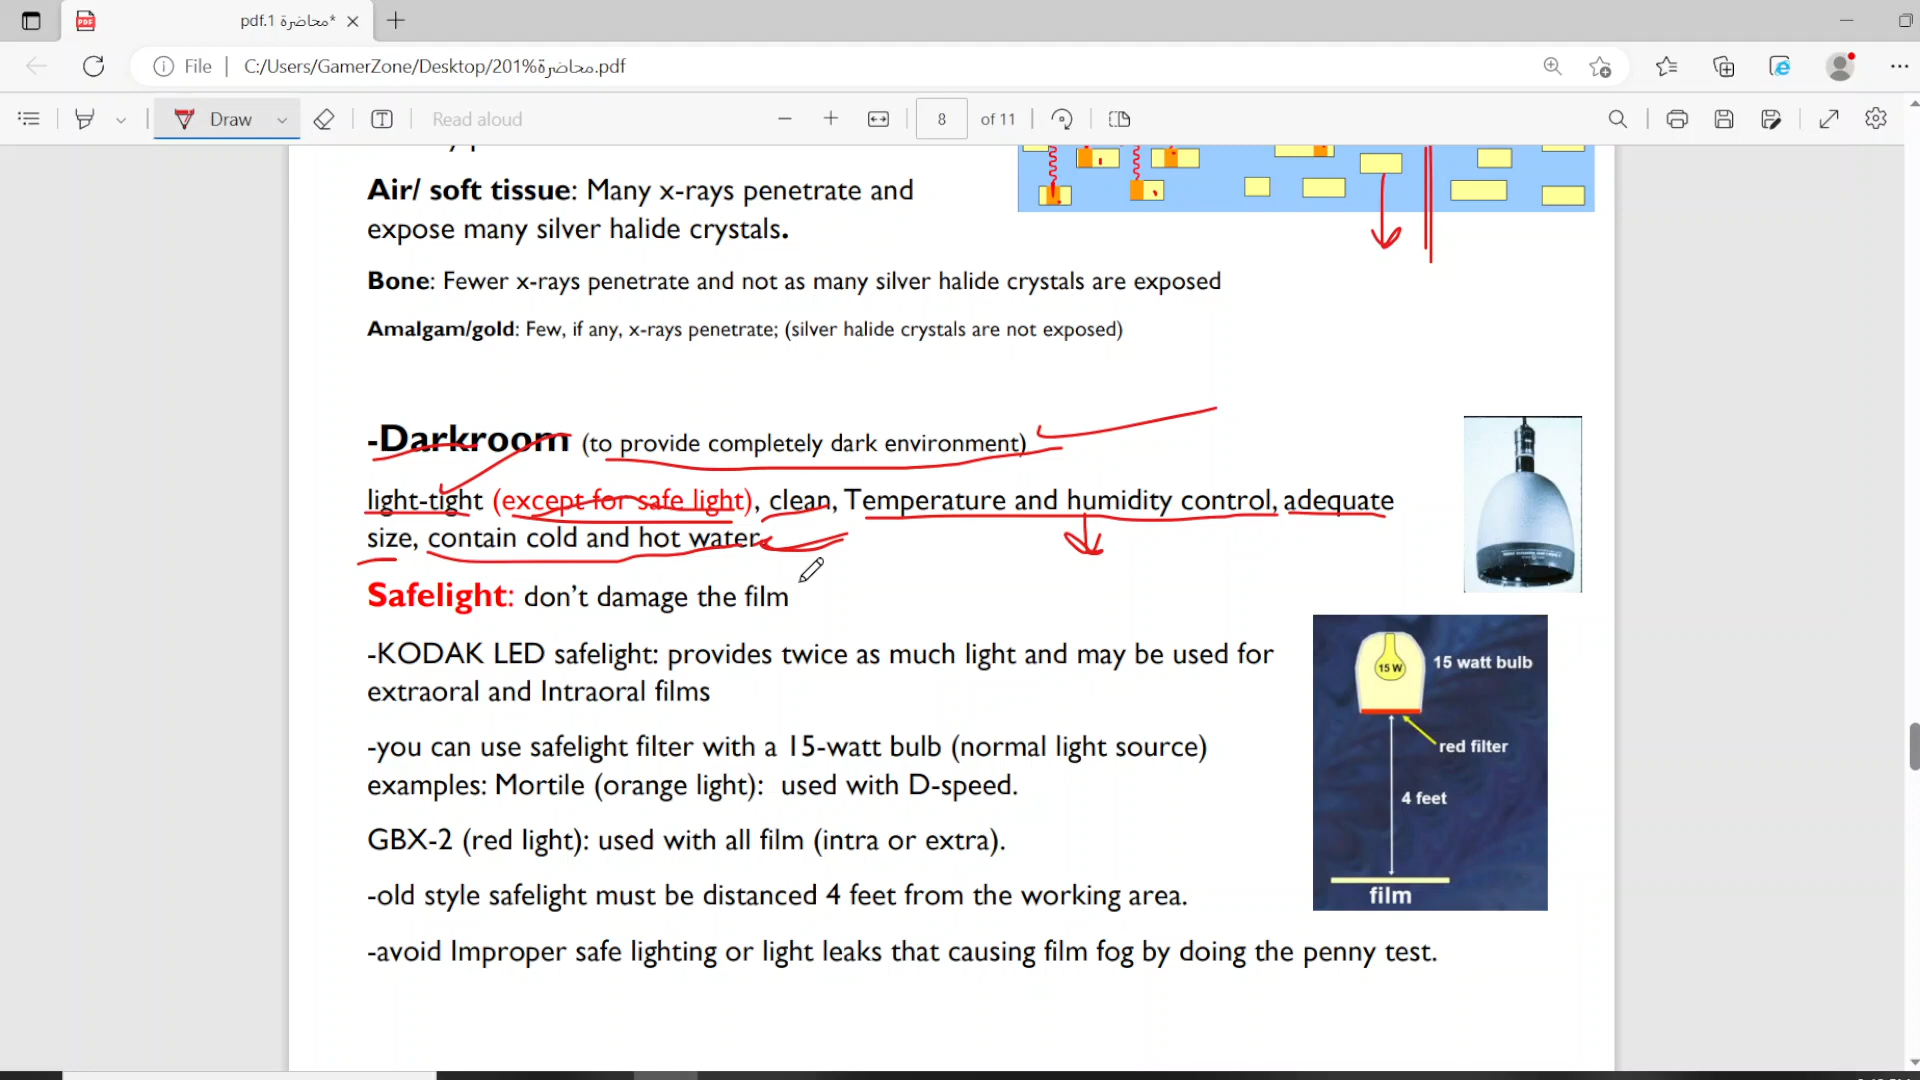 محاضرة 1.pdf*
File
C:/Users/GamerZone/Desktop/201%محاضرة.pdf
Draw
Read aloud
8
of 11
Air/ soft tissue: Many x-rays penetrate and
expose many silver halide crystals.
Bone: Fewer x-rays penetrate and not as many silver halide crystals are exposed
Amalgam/gold: Few, if any, x-rays penetrate; (silver halide crystals are not exposed)
-Darkroom (to provide completely dark environment)
light-tight (except for safe light), clean, Temperature and humidity control, adequate
size, contain cold and hot water
Safelight: don't damage the film
-KODAK LED safelight: provides twice as much light and may be used for
extraoral and Intraoral films
-you can use safelight filter with a 15-watt bulb (normal light source)
examples: Mortile (orange light): used with D-speed.
GBX-2 (red light): used with all film (intra or extra).
-old style safelight must be distanced 4 feet from the working area.
-avoid Improper safe lighting or light leaks that causing film fog by doing the penny test.
15 W
15 watt bulb
red filter
4 feet
film